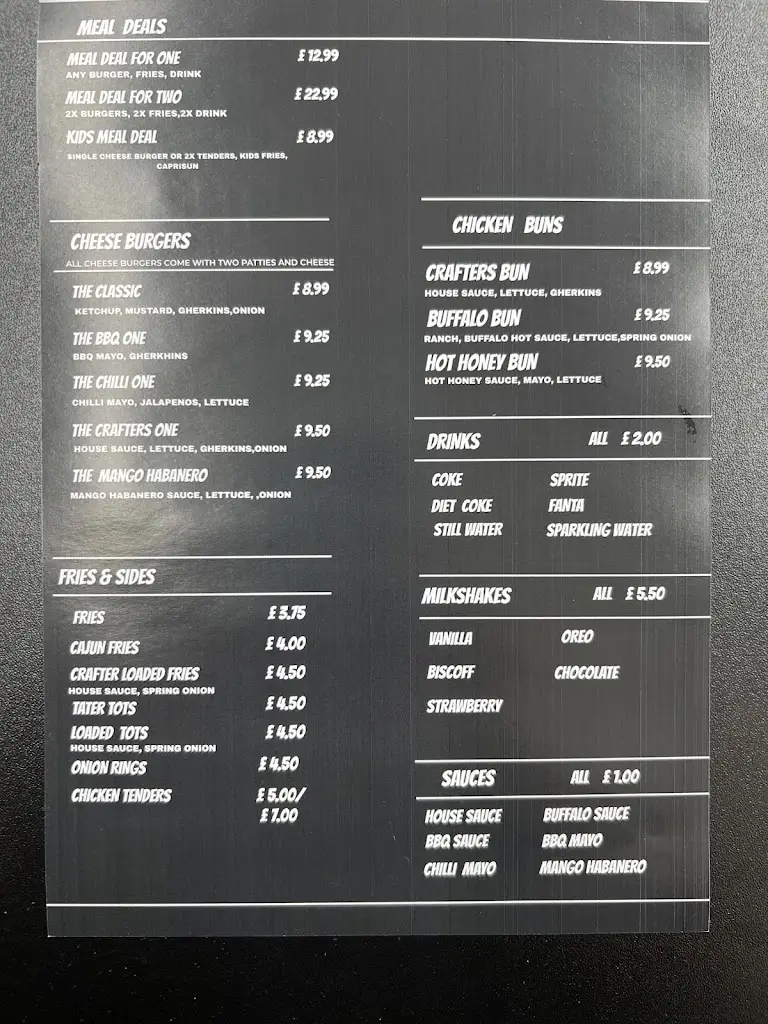 MEAL DEALS
MEAL DEAL FOR ONE £12.99
ANY BURGER, FRIES, DRINK
MEAL DEAL FOR TWO £22.99
2X BURGERS, 2X FRIES,2X DRINK
KIDS MEAL DEAL £8.99
SINGLE CHEESE BURGER OR 2X TENDERS, KIDS FRIES,
CAPRISUN
CHEESE BURGERS
ALL CHEESE BURGERS COME WITH TWO PATTIES AND CHEESE
THE CLASSIC £8.99
KETCHUP, MUSTARD, GHERKINS,ONION
THE BBQ ONE £9.25
BBQ MAYO, GHERKHINS
THE CHILLI ONE £9.25
CHILLI MAYO, JALAPENOS, LETTUCE
THE CRAFTERS ONE £9.50
HOUSE SAUCE, LETTUCE, GHERKINS,ONION
THE MANGO HABANERO £9.50
MANGO HABANERO SAUCE, LETTUCE, ,ONION
FRIES & SIDES
FRIES £3.75
CAJUN FRIES £4.00
CRAFTER LOADED FRIES £4.50
HOUSE SAUCE, SPRING ONION
TATER TOTS £4.50
LOADED TOTS £4.50
HOUSE SAUCE, SPRING ONION
ONION RINGS £4.50
CHICKEN TENDERS £5.00/
£7.00
CHICKEN BUNS
CRAFTERS BUN £8.99
HOUSE SAUCE, LETTUCE, GHERKINS
BUFFALO BUN £9.25
RANCH, BUFFALO HOT SAUCE, LETTUCE,SPRING ONION
HOT HONEY BUN £9.50
HOT HONEY SAUCE, MAYO, LETTUCE
DRINKS ALL £2.00
COKE SPRITE
DIET COKE FANTA
STILL WATER SPARKLING WATER
MILKSHAKES ALL £5.50
VANILLA OREO
BISCOFF CHOCOLATE
STRAWBERRY
SAUCES ALL £1.00
HOUSE SAUCE BUFFALO SAUCE
BBQ SAUCE BBQ MAYO
CHILLI MAYO MANGO HABANERO